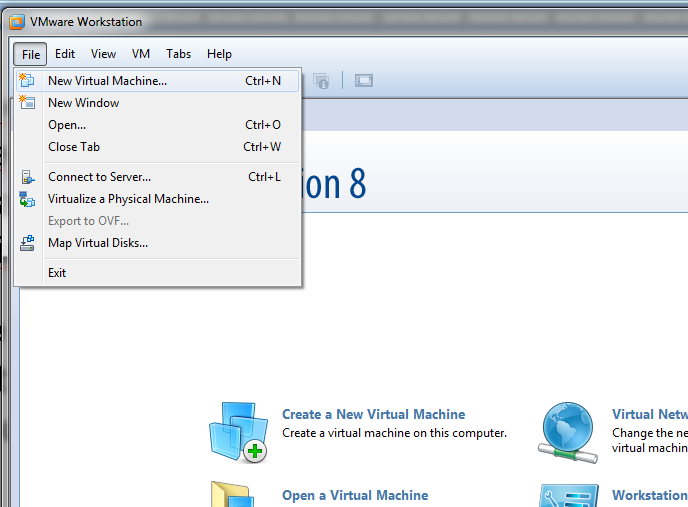 VMware Workstation
File Edit View VM Tabs Help
New Virtual Machine... Ctrl+N
New Window
Open... Ctrl+O
Close Tab Ctrl+W
Connect to Server... Ctrl+L
Virtualize a Physical Machine...
Export to OVF...
Map Virtual Disks...
Exit
ion 8
Create a New Virtual Machine
Create a virtual machine on this computer.
Virtual Netw
Change the ne
virtual machin
Open a Virtual Machine
Workstation